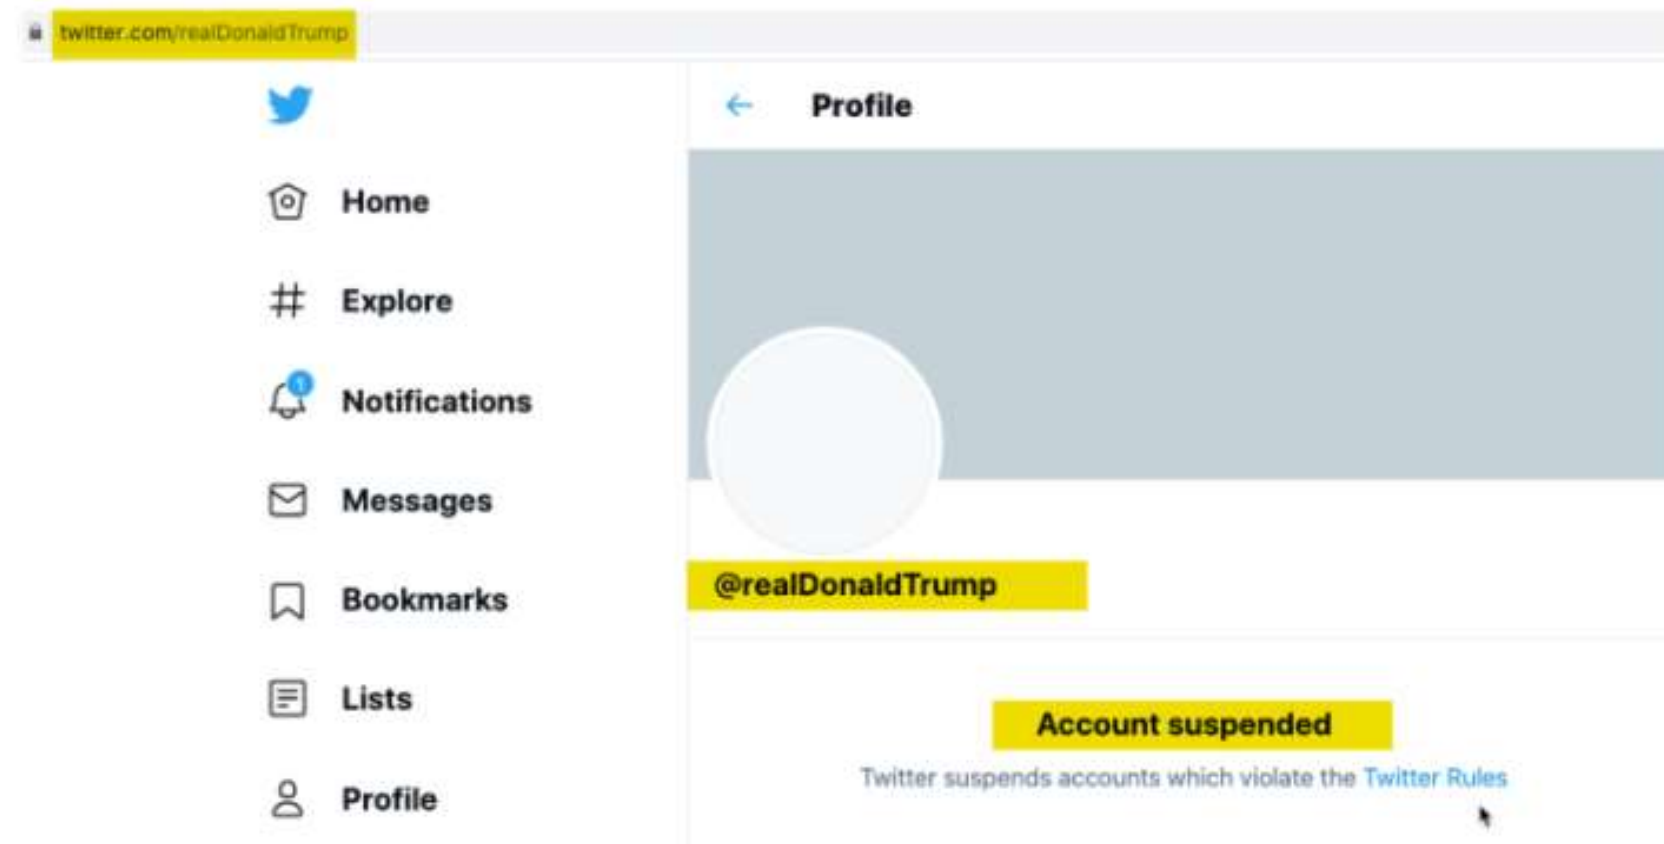 twitter.com/realDonaldTrump
Profile
Home
Explore
1
Notifications
Messages
Bookmarks
Lists
Profile
@realDonaldTrump
Account suspended
Twitter suspends accounts which violate the Twitter Rules